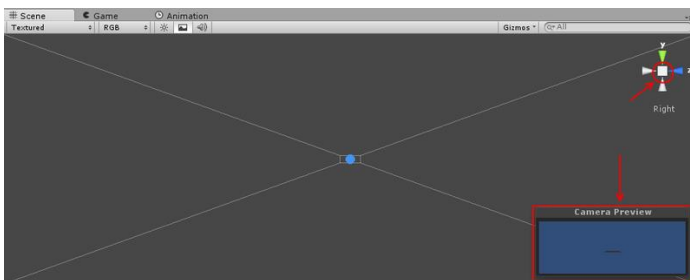 Scene Game Animation
Textured RGB Gizmos All
y
z
Right
Camera Preview